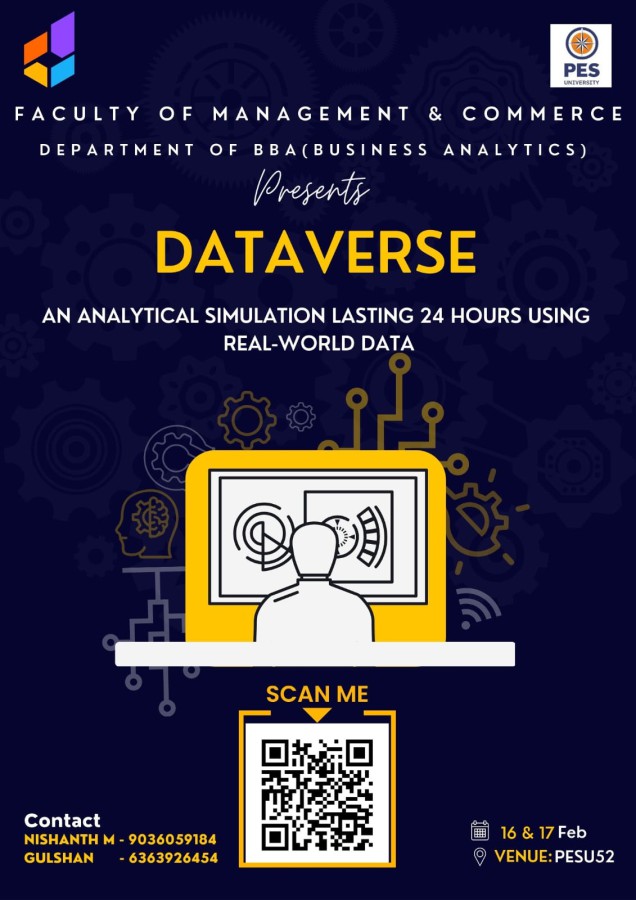 PES
UNIVERSITY
FACULTY OF MANAGEMENT & COMMERCE
DEPARTMENT OF BBA(BUSINESS ANALYTICS)
Presents
DATAVERSE
AN ANALYTICAL SIMULATION LASTING 24 HOURS USING
REAL-WORLD DATA
SCAN ME
Contact
NISHANTH M - 9036059184
GULSHAN - 6363926454
16 & 17 Feb
VENUE: PESU52